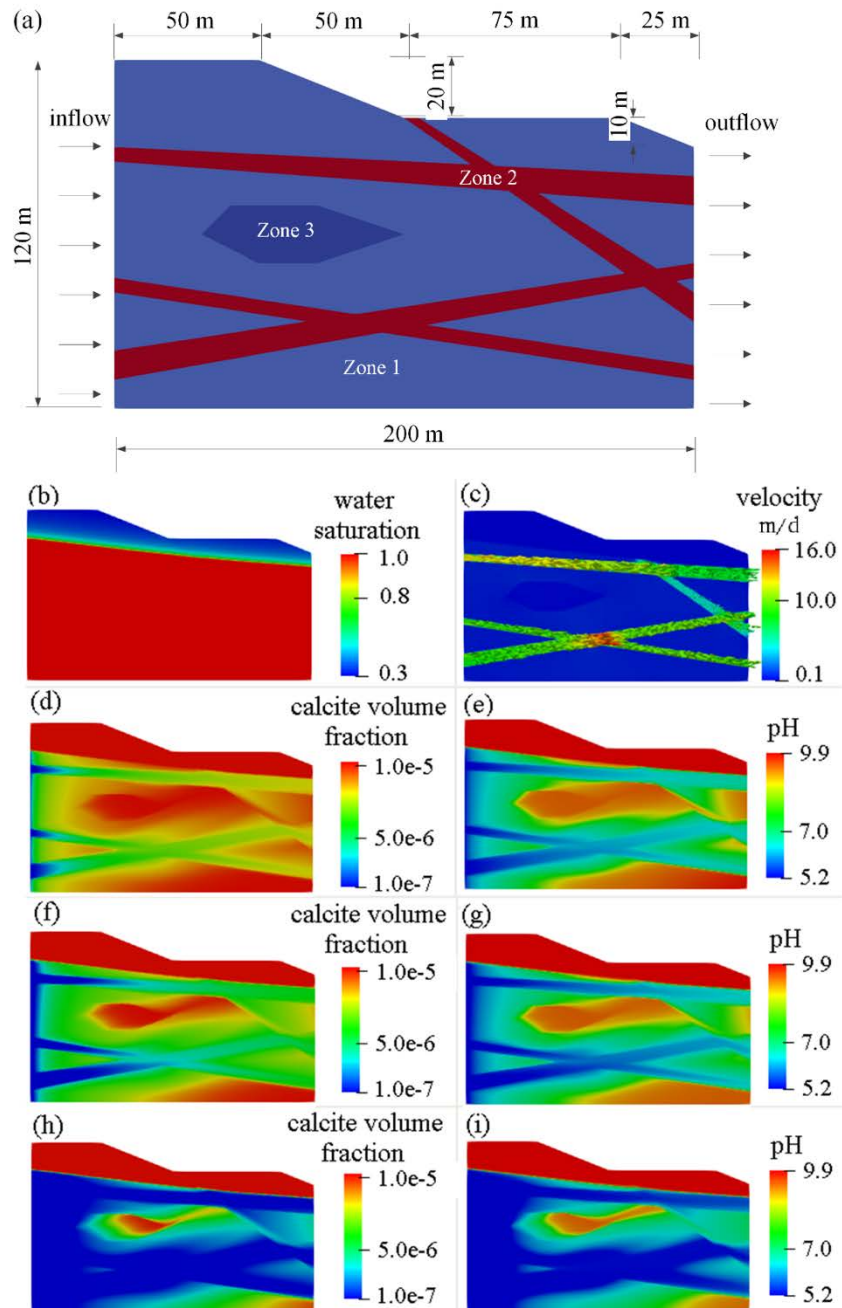 (a)
50 m 50 m 75 m 25 m
20 m
10 m
inflow
outflow
120 m
Zone 2
Zone 3
Zone 1
200 m
(b)
water
saturation
1.0
0.8
0.3
(c)
velocity
m/d
16.0
10.0
0.1
(d)
calcite volume
fraction
1.0e-5
5.0e-6
1.0e-7
(e)
pH
9.9
7.0
5.2
(f)
calcite volume
fraction
1.0e-5
5.0e-6
1.0e-7
(g)
pH
9.9
7.0
5.2
(h)
calcite volume
fraction
1.0e-5
5.0e-6
1.0e-7
(i)
pH
9.9
7.0
5.2